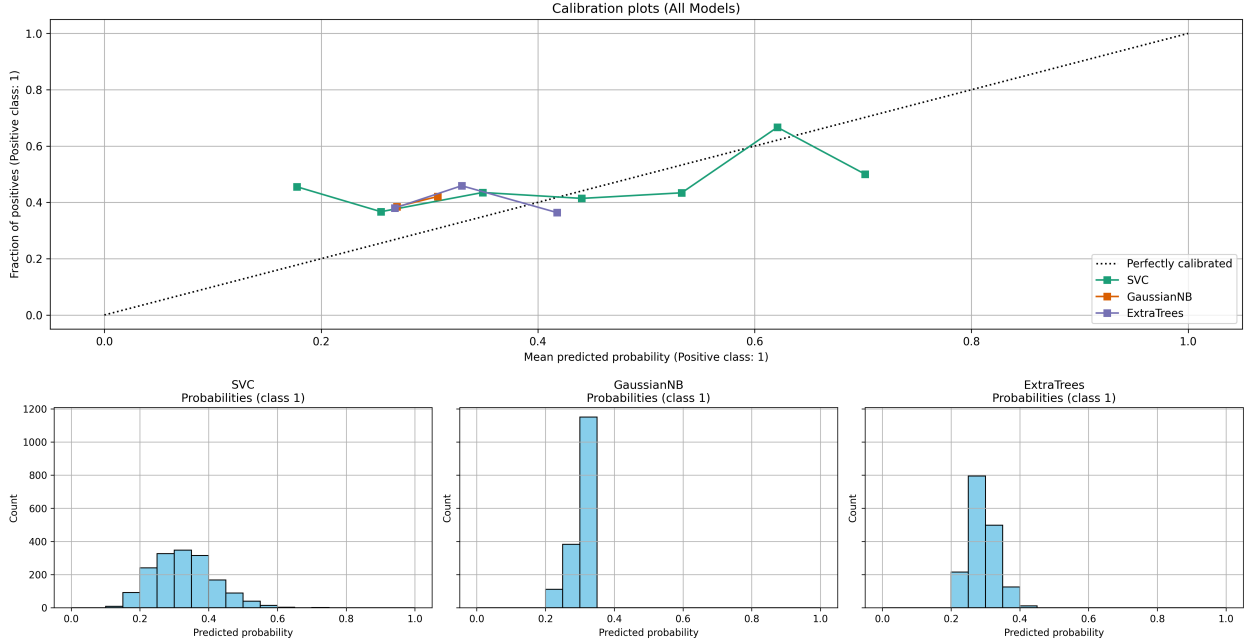 Calibration plots (All Models)
Fraction of positives (Positive class: 1)
1.0
0.8
0.6
0.4
0.2
0.0
0.0 0.2 0.4 0.6 0.8 1.0
Mean predicted probability (Positive class: 1)
Perfectly calibrated
SVC
GaussianNB
ExtraTrees
SVC
Probabilities (class 1)
Count
1200
1000
800
600
400
200
0
0.0 0.2 0.4 0.6 0.8 1.0
Predicted probability
GaussianNB
Probabilities (class 1)
Count
0.0 0.2 0.4 0.6 0.8 1.0
Predicted probability
ExtraTrees
Probabilities (class 1)
Count
0.0 0.2 0.4 0.6 0.8 1.0
Predicted probability